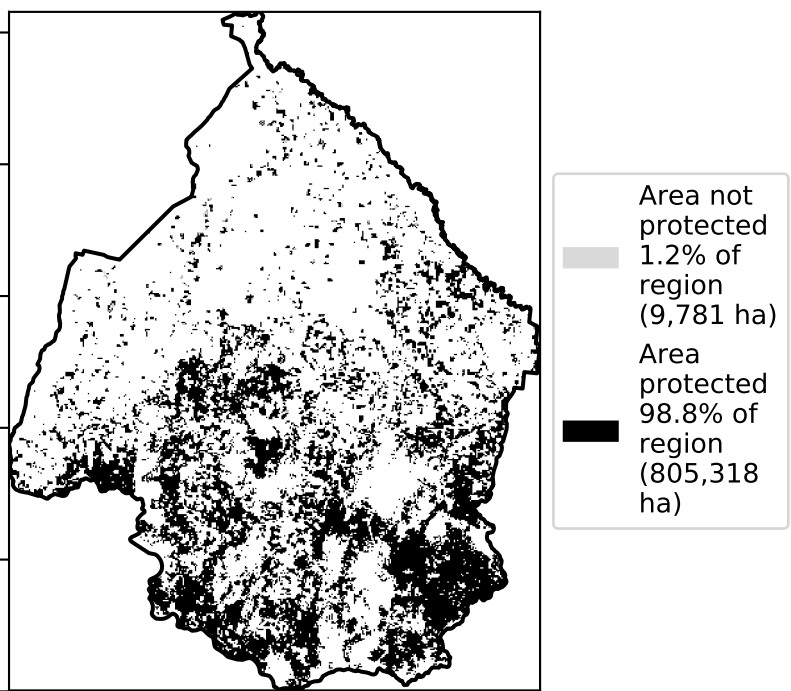 Area not
protected
1.2% of
region
(9,781 ha)
Area
protected
98.8% of
region
(805,318
ha)